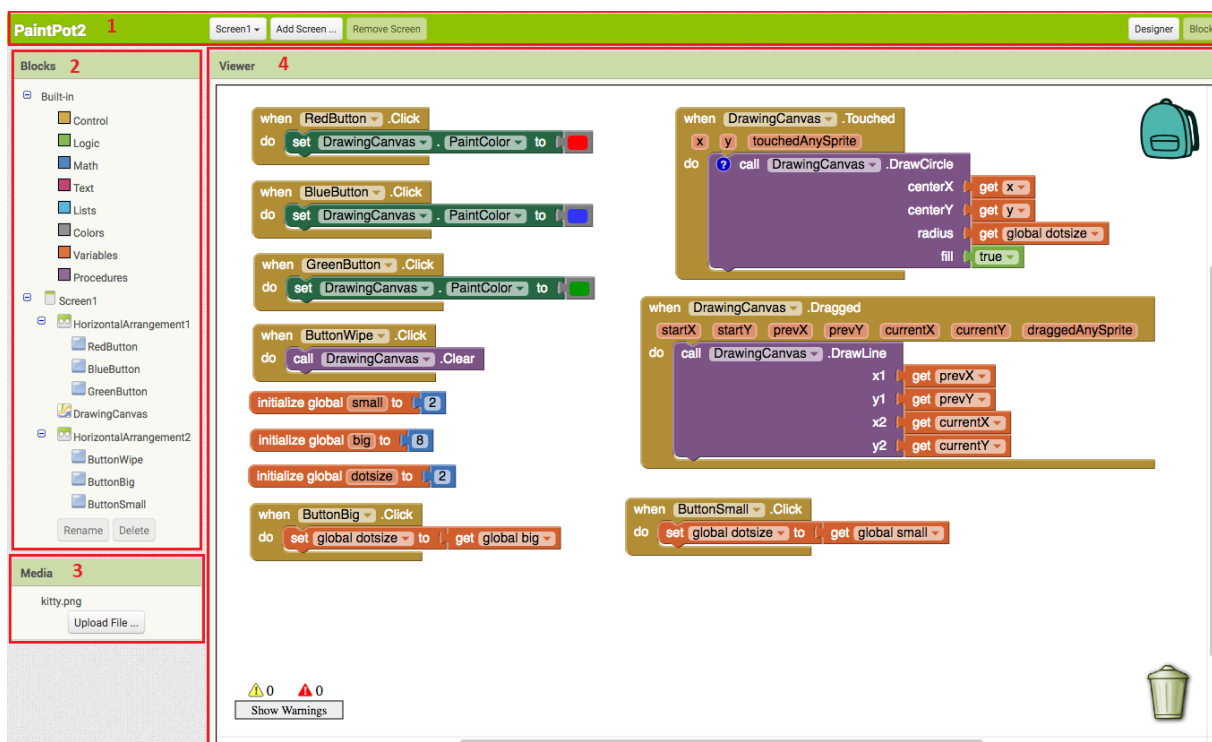 PaintPot2 1 Screen1 Add Screen ... Remove Screen Designer Block
Blocks 2
Built-in
Control
Logic
Math
Text
Lists
Colors
Variables
Procedures
Screen1
HorizontalArrangement1
RedButton
BlueButton
GreenButton
DrawingCanvas
HorizontalArrangement2
ButtonWipe
ButtonBig
ButtonSmall
Rename Delete
Media 3
kitty.png
Upload File ...
Viewer 4
when RedButton .Click
do set DrawingCanvas . PaintColor to
when BlueButton .Click
do set DrawingCanvas . PaintColor to
when GreenButton .Click
do set DrawingCanvas . PaintColor to
when ButtonWipe .Click
do call DrawingCanvas .Clear
initialize global small to 2
initialize global big to 8
initialize global dotsize to 2
when ButtonBig .Click
do set global dotsize to get global big
when DrawingCanvas .Touched
x y touchedAnySprite
do ? call DrawingCanvas .DrawCircle
centerX get x
centerY get y
radius get global dotsize
fill true
when DrawingCanvas .Dragged
startX startY prevX prevY currentX currentY draggedAnySprite
do call DrawingCanvas .DrawLine
x1 get prevX
y1 get prevY
x2 get currentX
y2 get currentY
when ButtonSmall .Click
do set global dotsize to get global small
0 0
Show Warnings